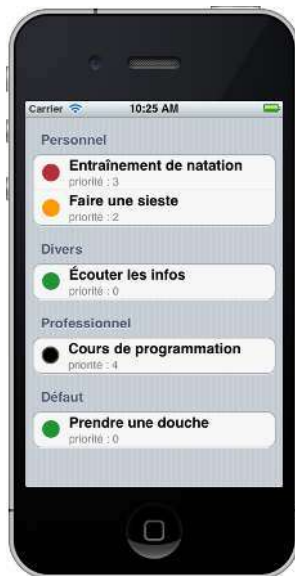 Carrier 10:25 AM
Personnel
Entraînement de natation
priorité : 3
Faire une sieste
priorité : 2
Divers
Écouter les infos
priorité : 0
Professionnel
Cours de programmation
priorité : 4
Défaut
Prendre une douche
priorité : 0